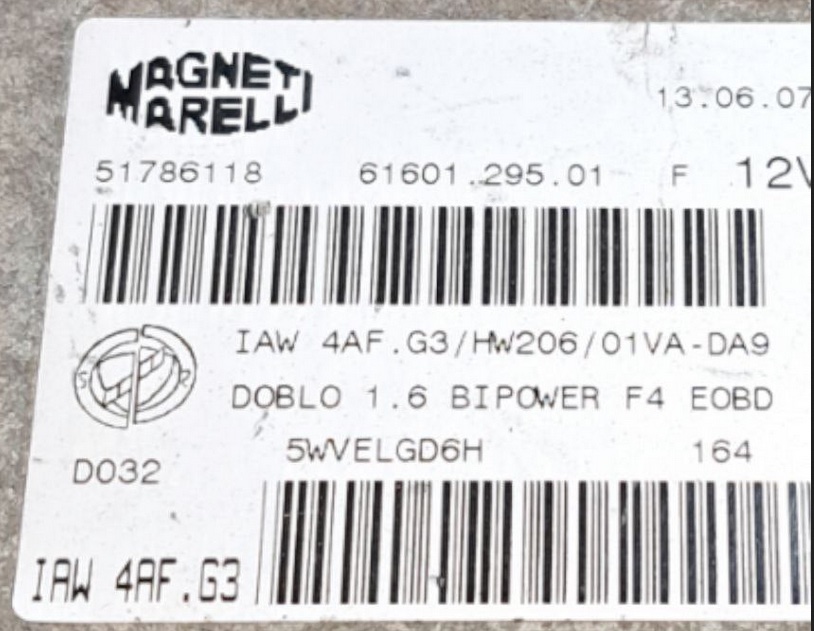 MAGNETI
MARELLI
13.06.07
51786118 61601.295.01 F 12V
IAW 4AF.G3/HW206/01VA-DA9
DOBLO 1.6 BIPOWER F4 EOBD
5WVELGD6H 164
S R
D032
IAW 4AF.G3